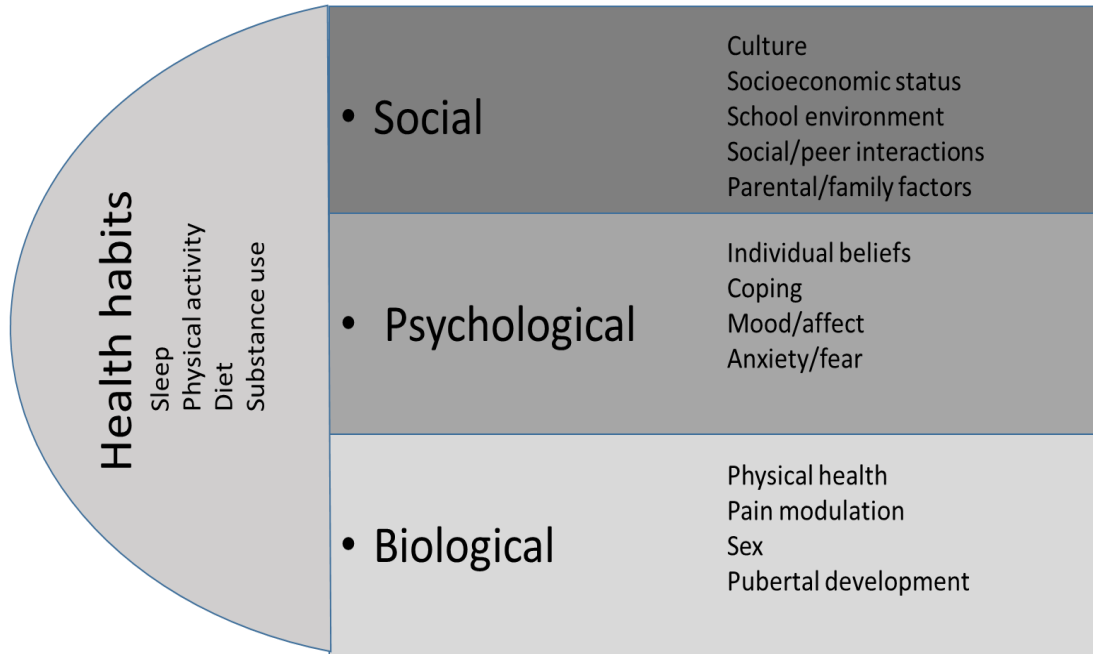 Health habits
Sleep
Physical activity
Diet
Substance use
• Social
Culture
Socioeconomic status
School environment
Social/peer interactions
Parental/family factors
• Psychological
Individual beliefs
Coping
Mood/affect
Anxiety/fear
• Biological
Physical health
Pain modulation
Sex
Pubertal development